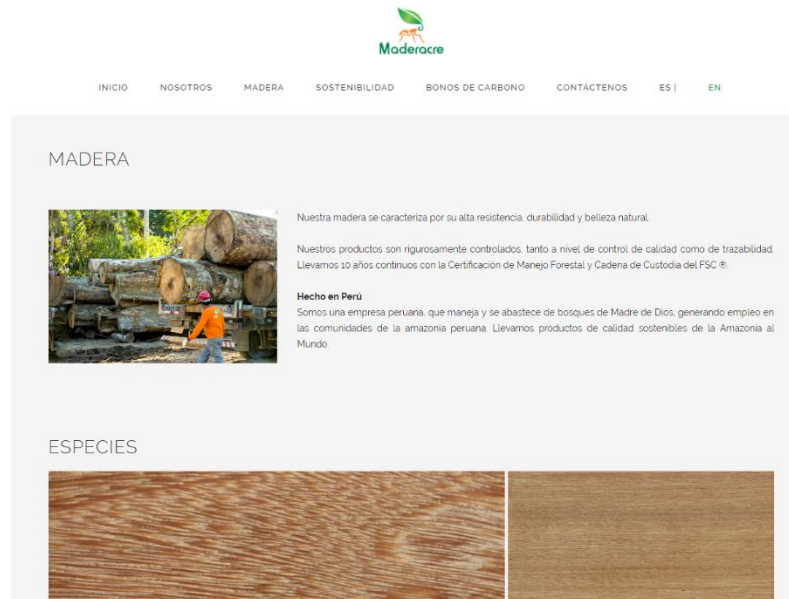 Maderacre
INICIO NOSOTROS MADERA SOSTENIBILIDAD BONOS DE CARBONO CONTÁCTENOS ES | EN
MADERA
Nuestra madera se caracteriza por su alta resistencia, durabilidad y belleza natural.
Nuestros productos son rigurosamente controlados, tanto a nivel de control de calidad como de trazabilidad.
Llevamos 10 años continuos con la Certificación de Manejo Forestal y Cadena de Custodia del FSC ®.
Hecho en Perú
Somos una empresa peruana, que maneja y se abastece de bosques de Madre de Dios, generando empleo en
las comunidades de la amazonia peruana. Llevamos productos de calidad sostenibles de la Amazonia al
Mundo.
ESPECIES